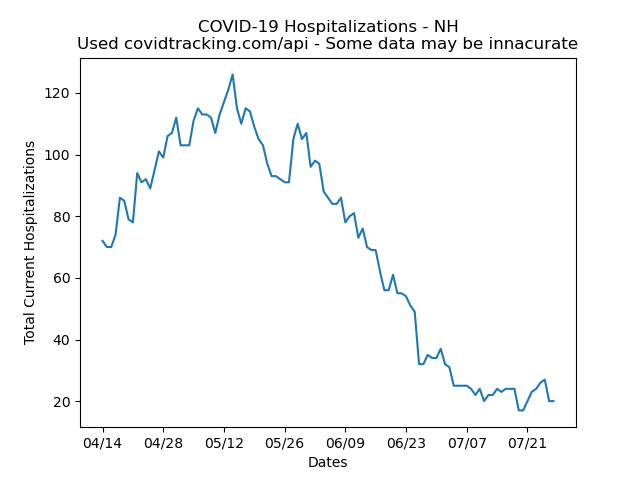 COVID-19 Hospitalizations - NH
Used covidtracking.com/api - Some data may be innacurate
120
100
80
60
40
20
Total Current Hospitalizations
04/14 04/28 05/12 05/26 06/09 06/23 07/07 07/21
Dates